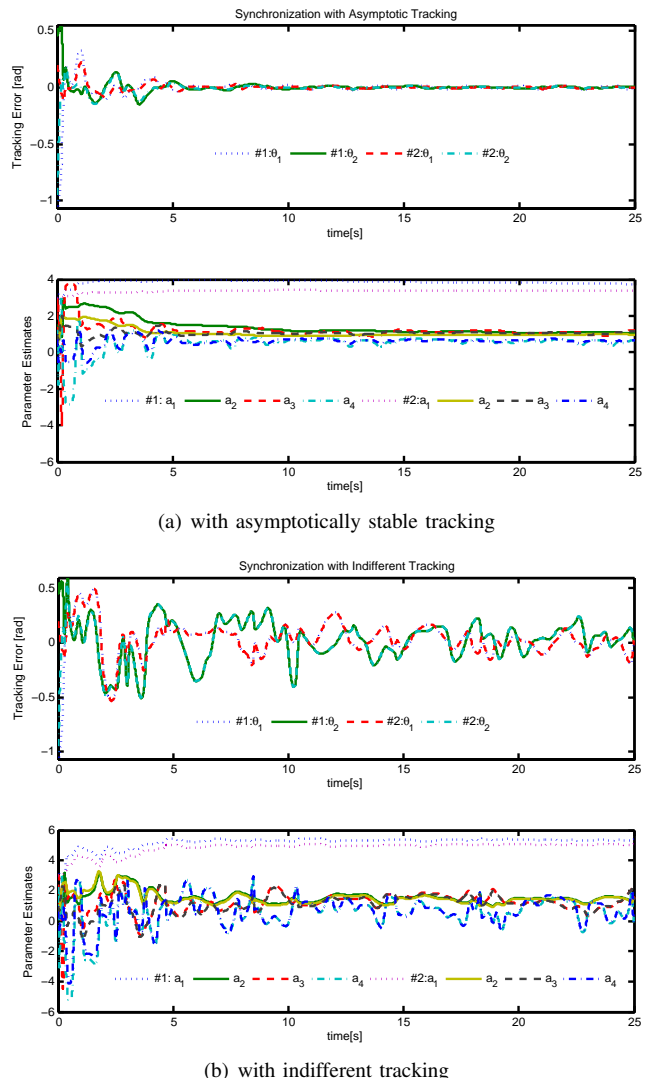 Synchronization with Asymptotic Tracking
Tracking Error [rad]
0.5
0
−0.5
−1
#1:θ1 #1:θ2 #2:θ1 #2:θ2
0 5 10 15 20 25
time[s]
Parameter Estimates
4
2
0
−2
−4
−6
#1: a1 a2 a3 a4 #2:a1 a2 a3 a4
0 5 10 15 20 25
time[s]
(a) with asymptotically stable tracking
Synchronization with Indifferent Tracking
Tracking Error [rad]
0.5
0
−0.5
−1
#1:θ1 #1:θ2 #2:θ1 #2:θ2
0 5 10 15 20 25
time[s]
Parameter Estimates
6
4
2
0
−2
−4
−6
#1: a1 a2 a3 a4 #2:a1 a2 a3 a4
0 5 10 15 20 25
time[s]
(b) with indifferent tracking